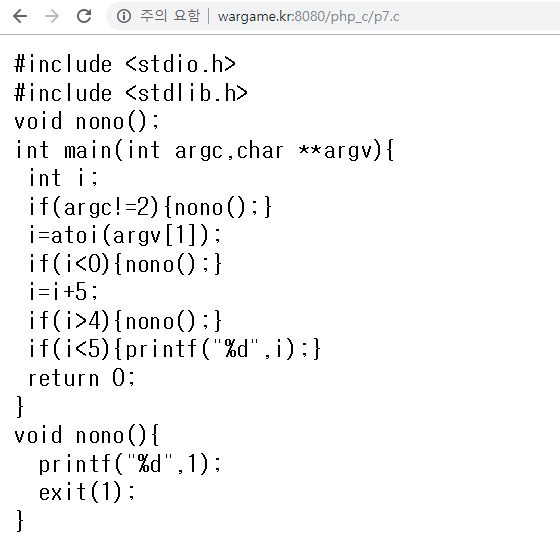 주의 요함 wargame.kr:8080/php_c/p7.c
#include <stdio.h>
#include <stdlib.h>
void nono();
int main(int argc,char **argv){
 int i;
 if(argc!=2){nono();}
 i=atoi(argv[1]);
 if(i<0){nono();}
 i=i+5;
 if(i>4){nono();}
 if(i<5){printf("%d",i);}
 return 0;
}
void nono(){
  printf("%d",1);
  exit(1);
}